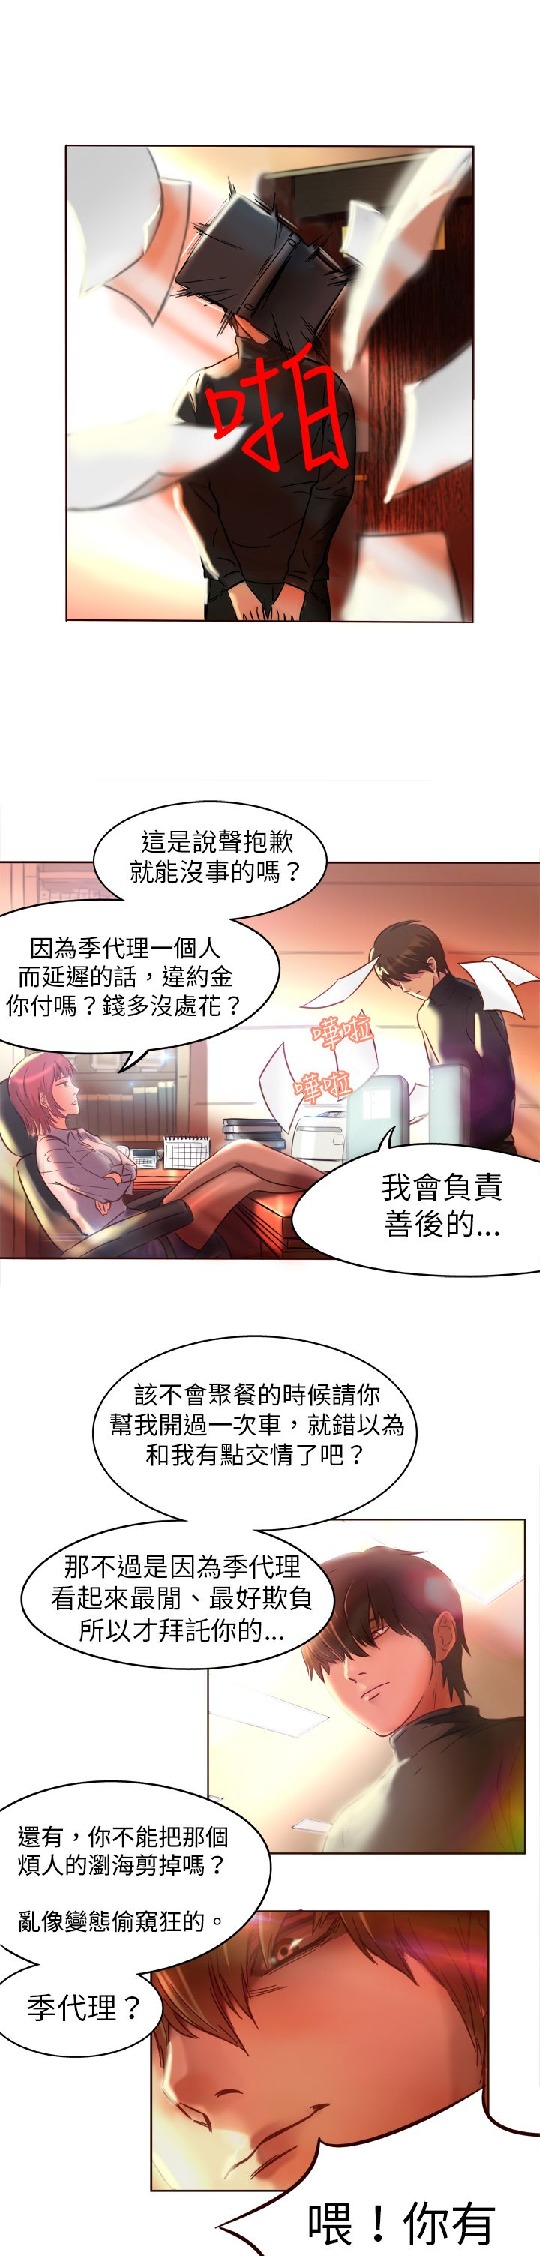 啪
這是說聲抱歉
就能沒事的嗎？
因為季代理一個人
而延遲的話，違約金
你付嗎？錢多沒處花？
嘩啦
嘩啦
我會負責
善後的...
該不會聚餐的時候請你
幫我開過一次車，就錯以為
和我有點交情了吧？
那不過是因為季代理
看起來最閒、最好欺負
所以才拜託你的...
還有，你不能把那個
煩人的瀏海剪掉嗎？
亂像變態偷窺狂的。
季代理？
喂！你有